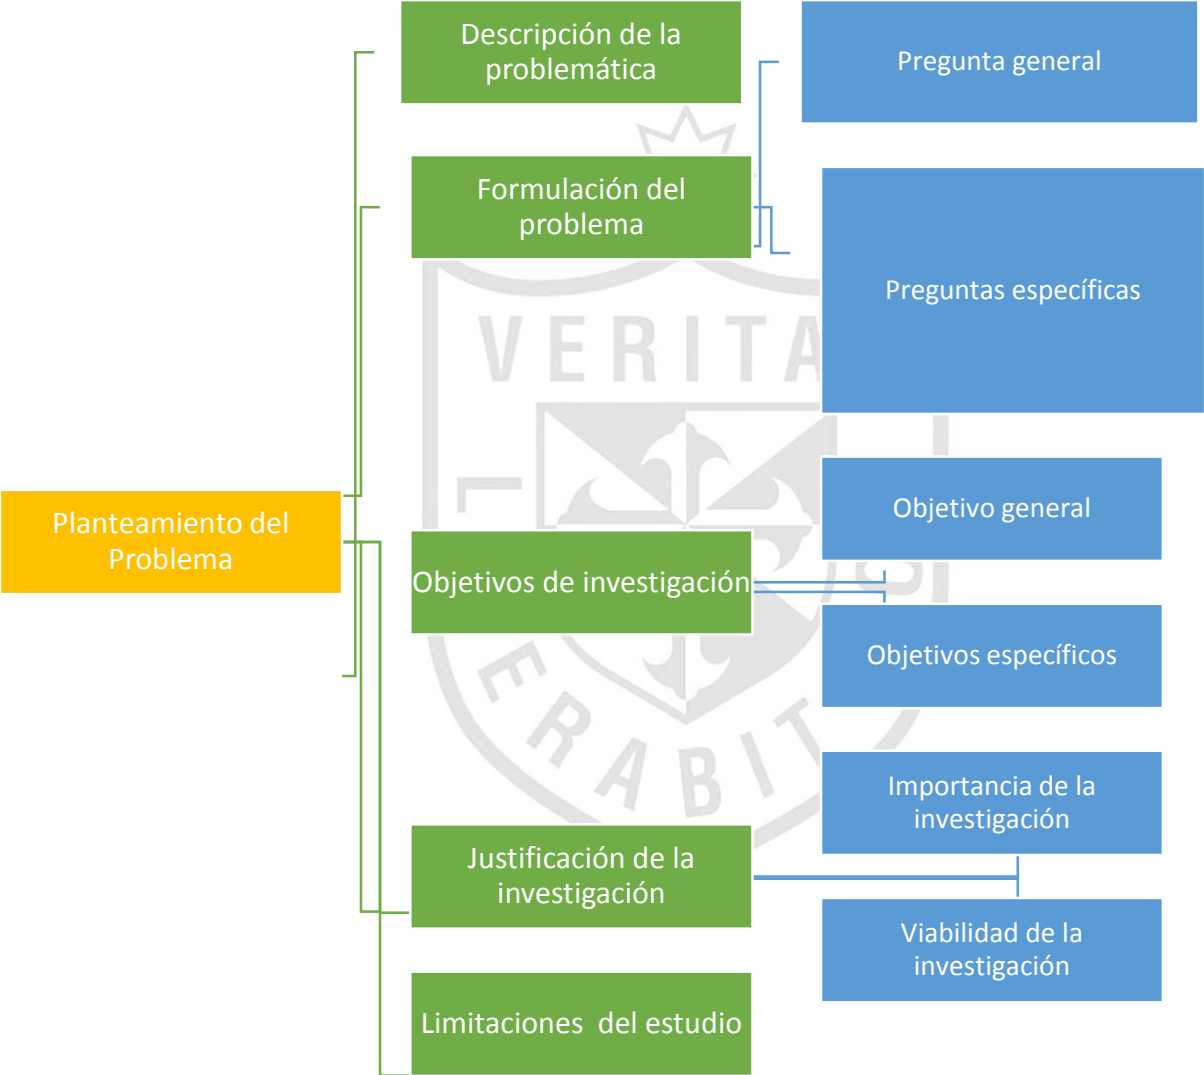 Descripción de la
problemática
Pregunta general
Formulación del
problema
Preguntas específicas
Planteamiento del
Problema
Objetivos de investigación
Objetivo general
Objetivos específicos
Justificación de la
investigación
Importancia de la
investigación
Viabilidad de la
investigación
Limitaciones  del estudio
VERITA
L
O
ERABIT